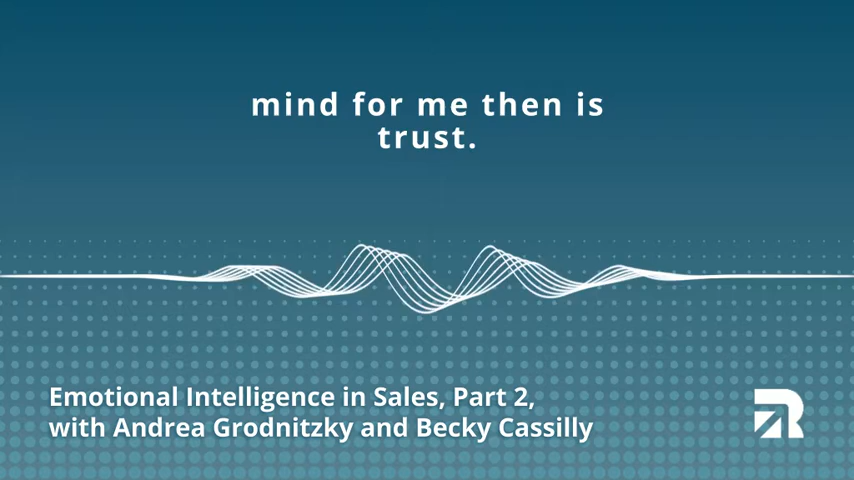 mind for me then is
trust.
Emotional Intelligence in Sales, Part 2,
with Andrea Grodnitzky and Becky Cassilly